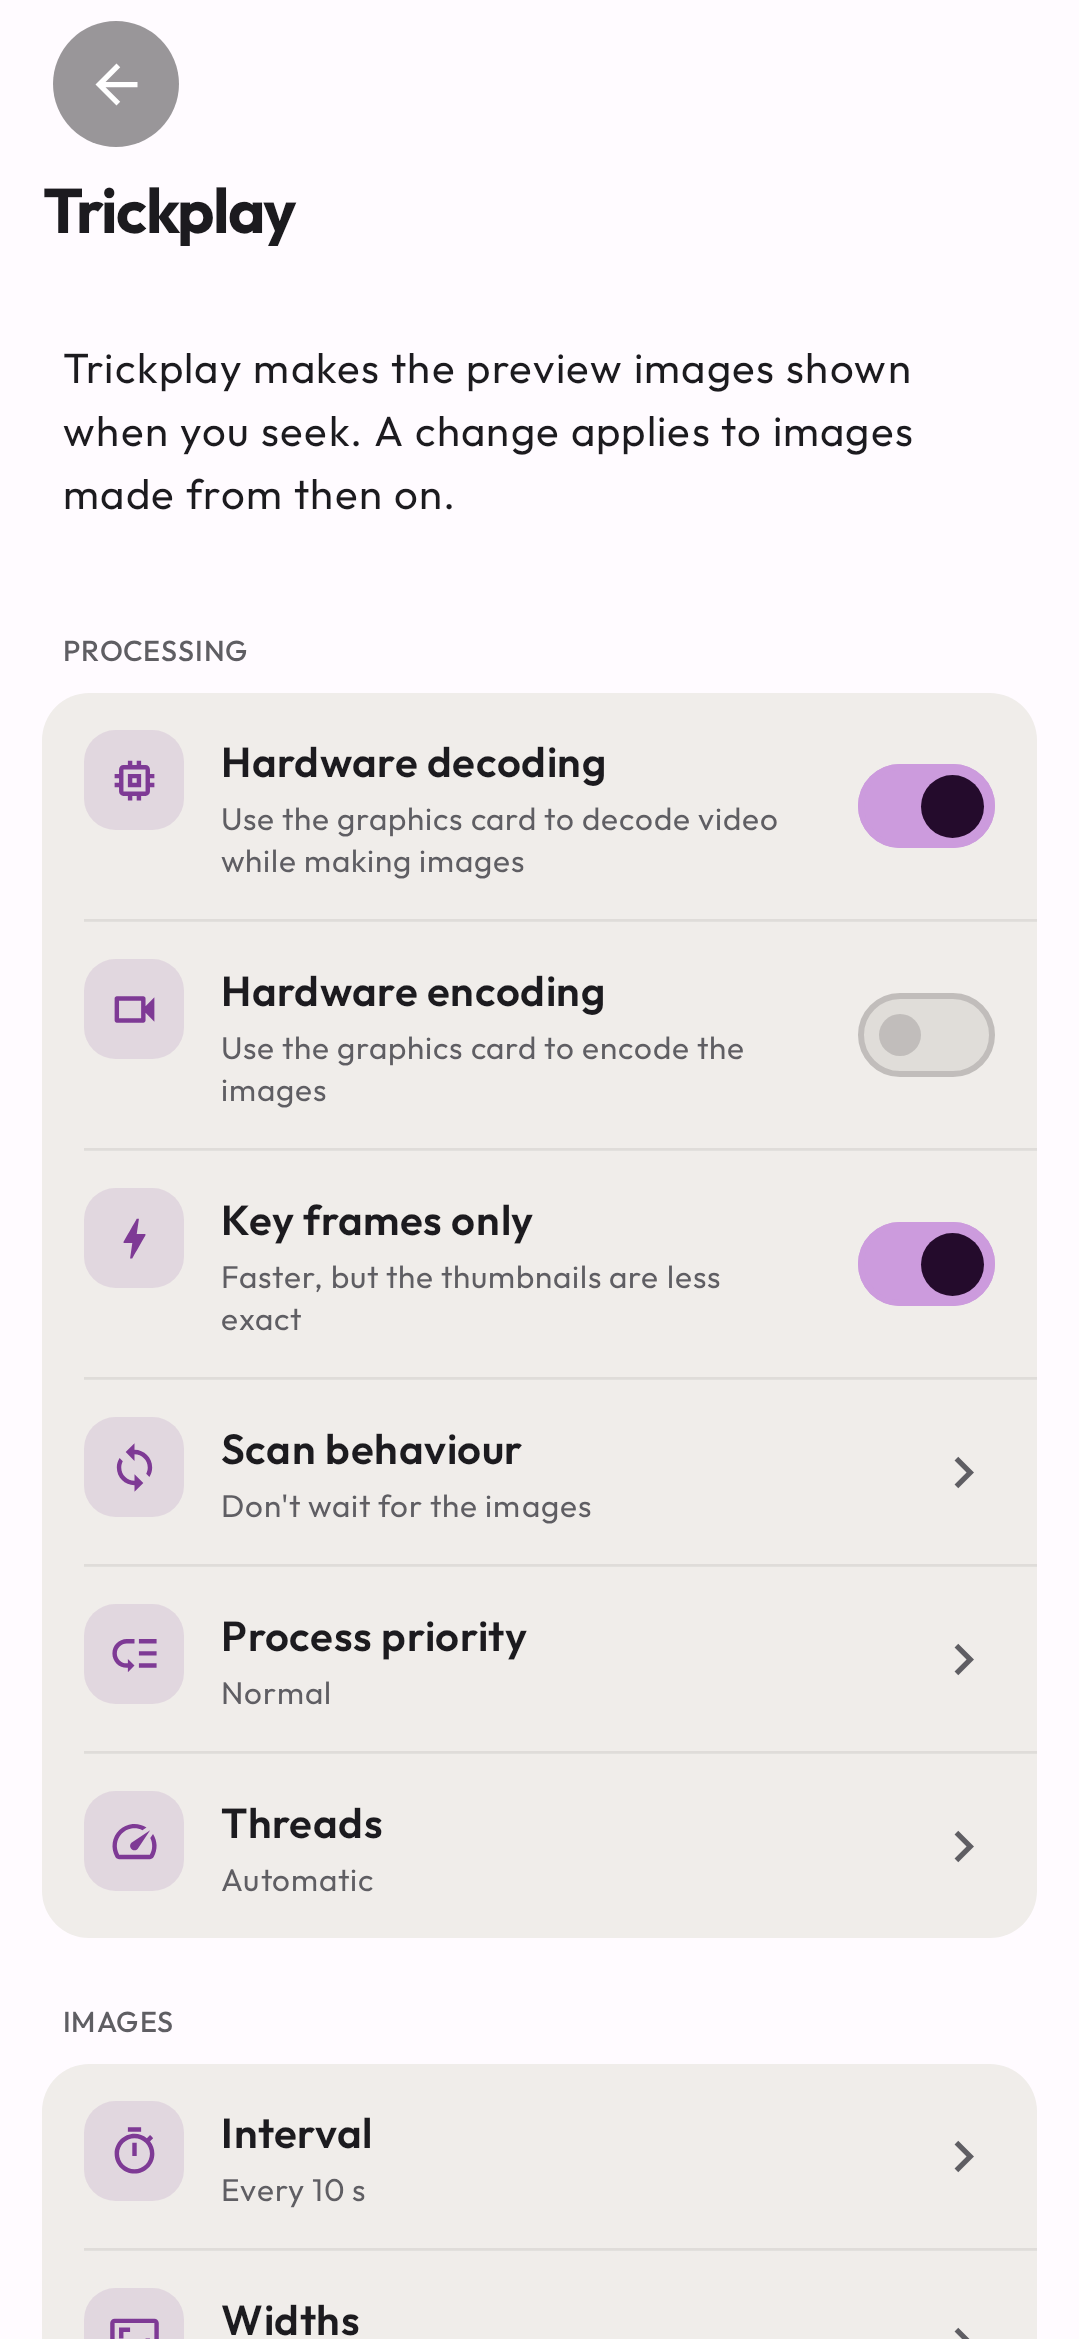 Trickplay
Trickplay makes the preview images shown
when you seek. A change applies to images
made from then on.
PROCESSING
Hardware decoding
Use the graphics card to decode video
while making images
Hardware encoding
Use the graphics card to encode the
images
Key frames only
Faster, but the thumbnails are less
exact
Scan behaviour
Don't wait for the images
Process priority
Normal
Threads
Automatic
IMAGES
Interval
Every 10 s
Widths